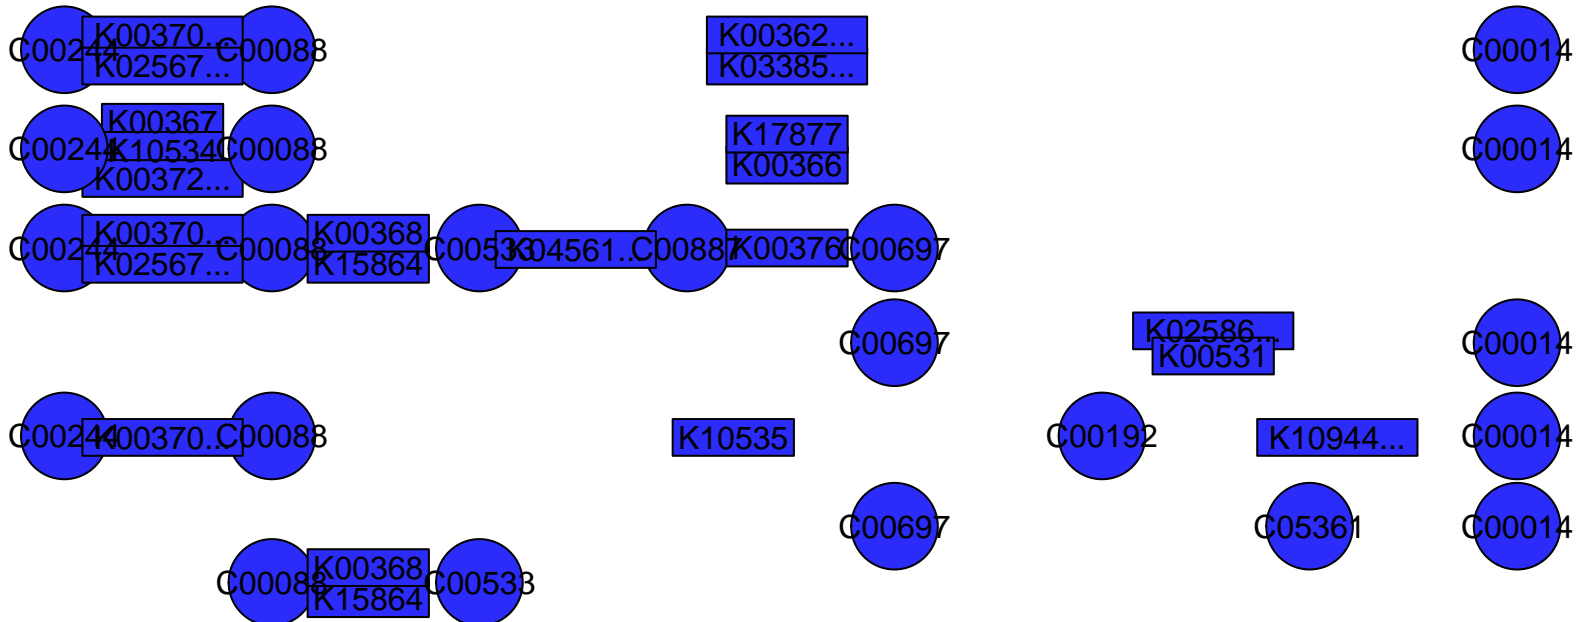 C00244 K00370... C00088 K00362... C00014
K02567... K03385...
K00367
C00244 K10534 C00088 K17877 C00014
K00372... K00366
C00244 K00370... C00088 K00368 C00533 K04561... C00887 K00376 C00697
K02567... K15864
C00697 K02586... C00014
K00531
C00244 K00370... C00088 K10535 C00192 K10944... C00014
C00697 C05361 C00014
C00088 K00368 C00533
K15864